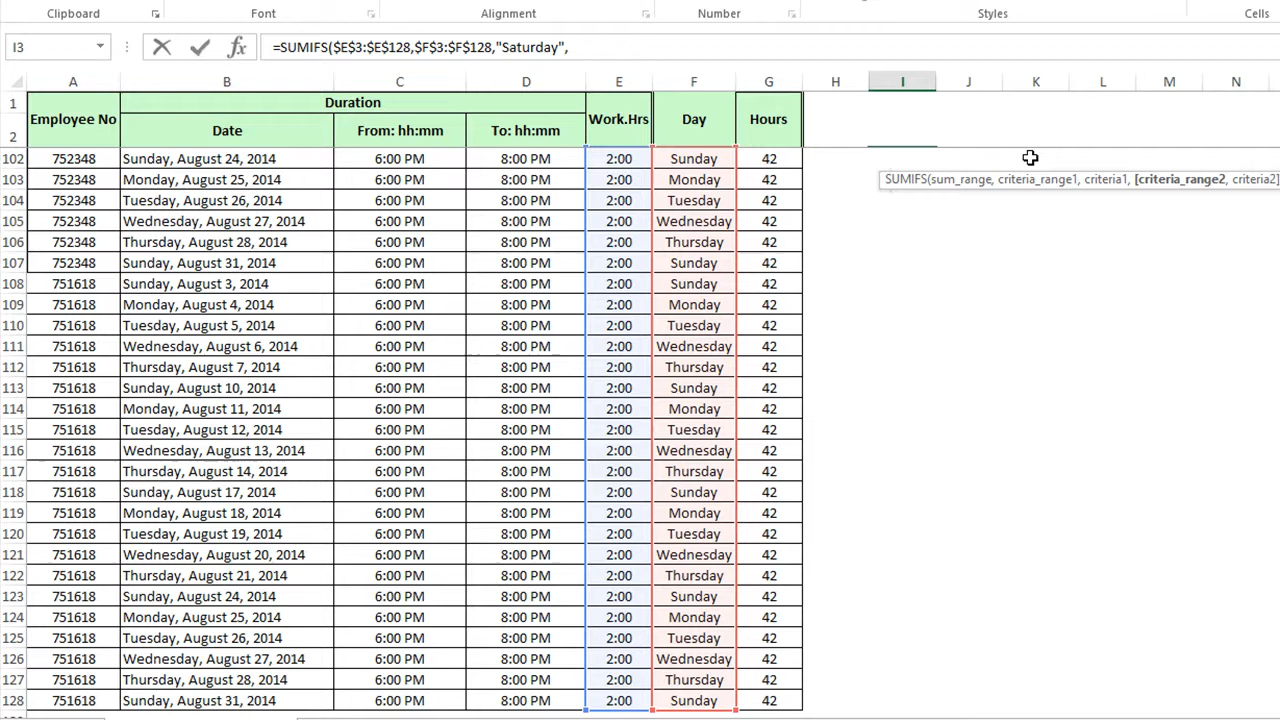 Clipboard Font Alignment Number Styles Cells
I3 fx =SUMIFS($E$3:$E$128,$F$3:$F$128,"Saturday",
A B C D E F G H I J K L M N
1 Employee No Duration Work.Hrs Day Hours
2 Date From: hh:mm To: hh:mm
102 752348 Sunday, August 24, 2014 6:00 PM 8:00 PM 2:00 Sunday 42
103 752348 Monday, August 25, 2014 6:00 PM 8:00 PM 2:00 Monday 42
SUMIFS(sum_range, criteria_range1, criteria1, [criteria_range2, criteria2]
104 752348 Tuesday, August 26, 2014 6:00 PM 8:00 PM 2:00 Tuesday 42
105 752348 Wednesday, August 27, 2014 6:00 PM 8:00 PM 2:00 Wednesday 42
106 752348 Thursday, August 28, 2014 6:00 PM 8:00 PM 2:00 Thursday 42
107 752348 Sunday, August 31, 2014 6:00 PM 8:00 PM 2:00 Sunday 42
108 751618 Sunday, August 3, 2014 6:00 PM 8:00 PM 2:00 Sunday 42
109 751618 Monday, August 4, 2014 6:00 PM 8:00 PM 2:00 Monday 42
110 751618 Tuesday, August 5, 2014 6:00 PM 8:00 PM 2:00 Tuesday 42
111 751618 Wednesday, August 6, 2014 6:00 PM 8:00 PM 2:00 Wednesday 42
112 751618 Thursday, August 7, 2014 6:00 PM 8:00 PM 2:00 Thursday 42
113 751618 Sunday, August 10, 2014 6:00 PM 8:00 PM 2:00 Sunday 42
114 751618 Monday, August 11, 2014 6:00 PM 8:00 PM 2:00 Monday 42
115 751618 Tuesday, August 12, 2014 6:00 PM 8:00 PM 2:00 Tuesday 42
116 751618 Wednesday, August 13, 2014 6:00 PM 8:00 PM 2:00 Wednesday 42
117 751618 Thursday, August 14, 2014 6:00 PM 8:00 PM 2:00 Thursday 42
118 751618 Sunday, August 17, 2014 6:00 PM 8:00 PM 2:00 Sunday 42
119 751618 Monday, August 18, 2014 6:00 PM 8:00 PM 2:00 Monday 42
120 751618 Tuesday, August 19, 2014 6:00 PM 8:00 PM 2:00 Tuesday 42
121 751618 Wednesday, August 20, 2014 6:00 PM 8:00 PM 2:00 Wednesday 42
122 751618 Thursday, August 21, 2014 6:00 PM 8:00 PM 2:00 Thursday 42
123 751618 Sunday, August 24, 2014 6:00 PM 8:00 PM 2:00 Sunday 42
124 751618 Monday, August 25, 2014 6:00 PM 8:00 PM 2:00 Monday 42
125 751618 Tuesday, August 26, 2014 6:00 PM 8:00 PM 2:00 Tuesday 42
126 751618 Wednesday, August 27, 2014 6:00 PM 8:00 PM 2:00 Wednesday 42
127 751618 Thursday, August 28, 2014 6:00 PM 8:00 PM 2:00 Thursday 42
128 751618 Sunday, August 31, 2014 6:00 PM 8:00 PM 2:00 Sunday 42